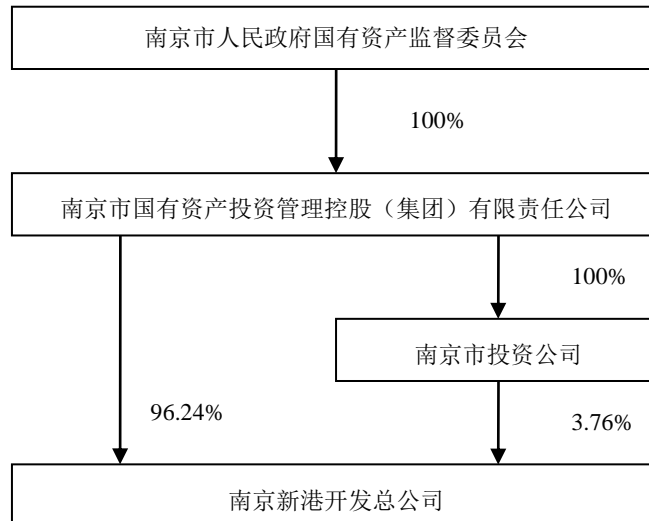 南京市人民政府国有资产监督委员会
100%
南京市国有资产投资管理控股（集团）有限责任公司
100%
南京市投资公司
96.24%
3.76%
南京新港开发总公司